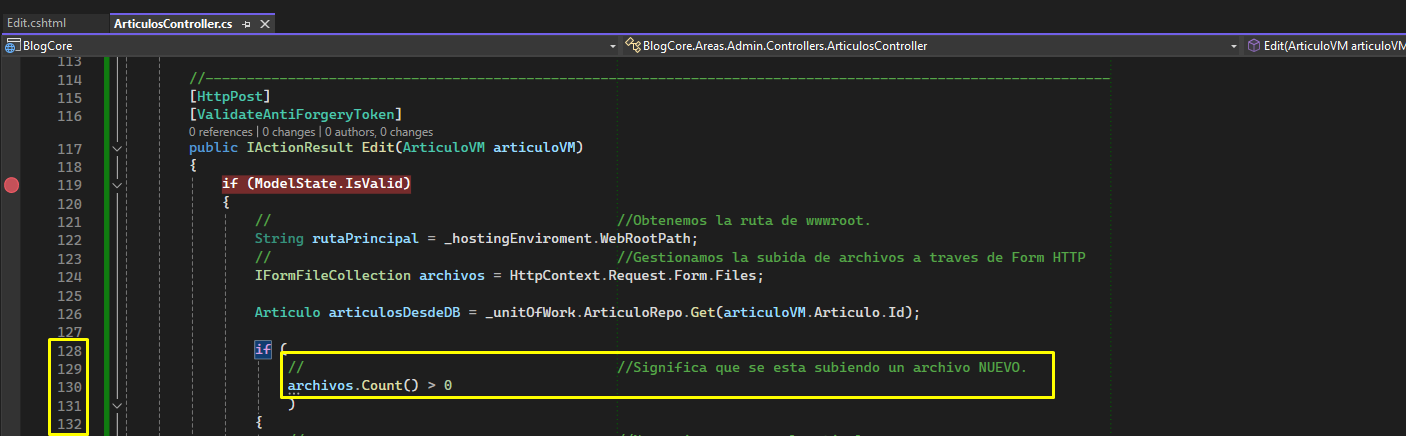 Edit.cshtml
ArticulosController.cs
BlogCore
BlogCore.Areas.Admin.Controllers.ArticulosController
Edit(ArticuloVM articuloVM
113
114 //--------------------------------------------------------------------------------------------------------------
115 [HttpPost]
116 [ValidateAntiForgeryToken]
0 references | 0 changes | 0 authors, 0 changes
117 public IActionResult Edit(ArticuloVM articuloVM)
118 {
119 if (ModelState.IsValid)
120 {
121 // //Obtenemos la ruta de wwwroot.
122 String rutaPrincipal = _hostingEnviroment.WebRootPath;
123 // //Gestionamos la subida de archivos a traves de Form HTTP
124 IFormFileCollection archivos = HttpContext.Request.Form.Files;
125
126 Articulo articulosDesdeDB = _unitOfWork.ArticuloRepo.Get(articuloVM.Articulo.Id);
127
128 if (
129 // //Significa que se esta subiendo un archivo NUEVO.
130 archivos.Count() > 0
131 )
132 {